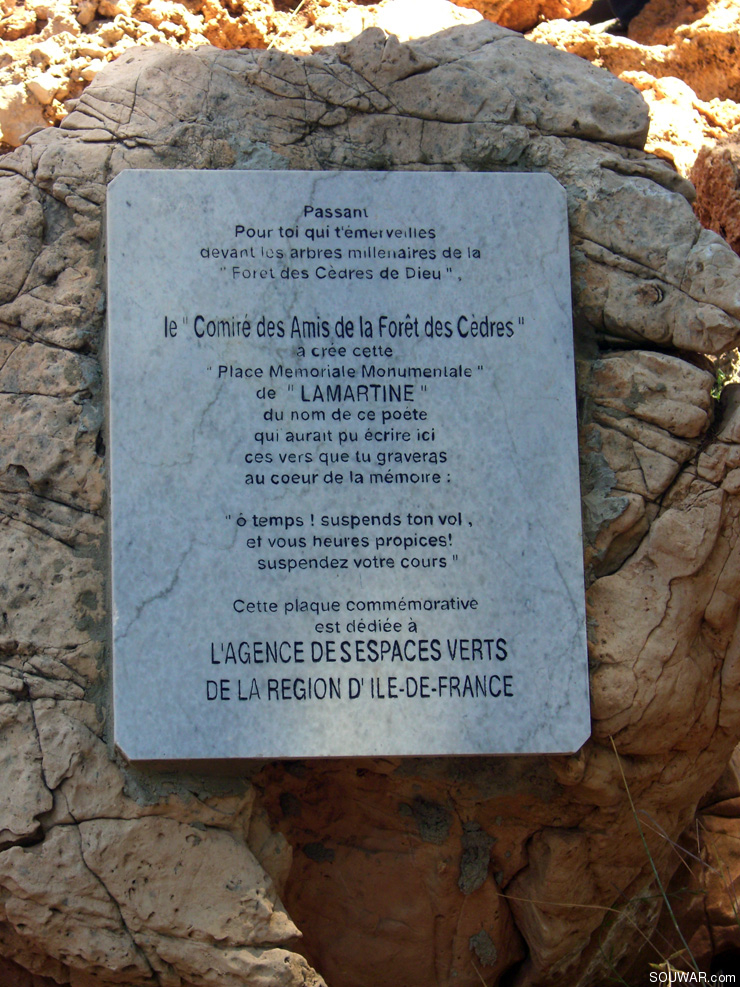 Passant
Pour toi qui t'émerveilles
devant les arbres millenaires de la
" Forêt des Cèdres de Dieu ",
le " Comiré des Amis de la Forêt des Cèdres "
a crée cette
" Place Memoriale Monumentale "
de " LAMARTINE "
du nom de ce poëte
qui aurait pu écrire ici
ces vers que tu graveras
au coeur de la mémoire :
" ô temps ! suspends ton vol ,
et vous heures propices!
suspendez votre cours "
Cette plaque commémorative
est dédiée à
L'AGENCE DES ESPACES VERTS
DE LA REGION D' ILE-DE-FRANCE
SOUWAR.com